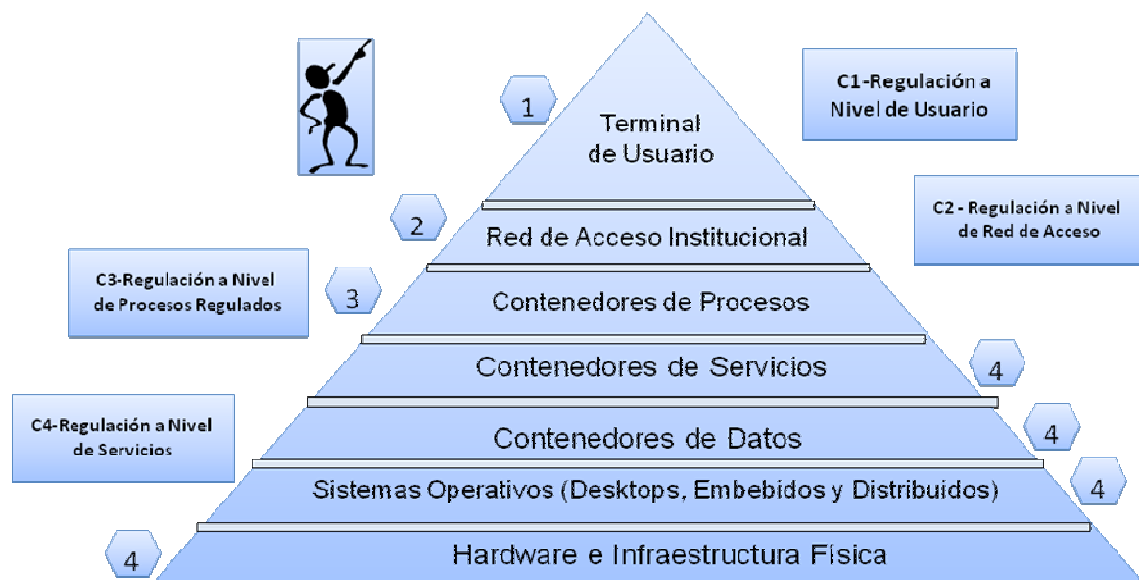 C1-Regulación a
Nivel de Usuario
1
Terminal
de Usuario
C2 - Regulación a Nivel
de Red de Acceso
2
Red de Acceso Institucional
C3-Regulación a Nivel
de Procesos Regulados
3
Contenedores de Procesos
Contenedores de Servicios
4
C4-Regulación a Nivel
de Servicios
Contenedores de Datos
4
Sistemas Operativos (Desktops, Embebidos y Distribuidos)
4
4
Hardware e Infraestructura Física